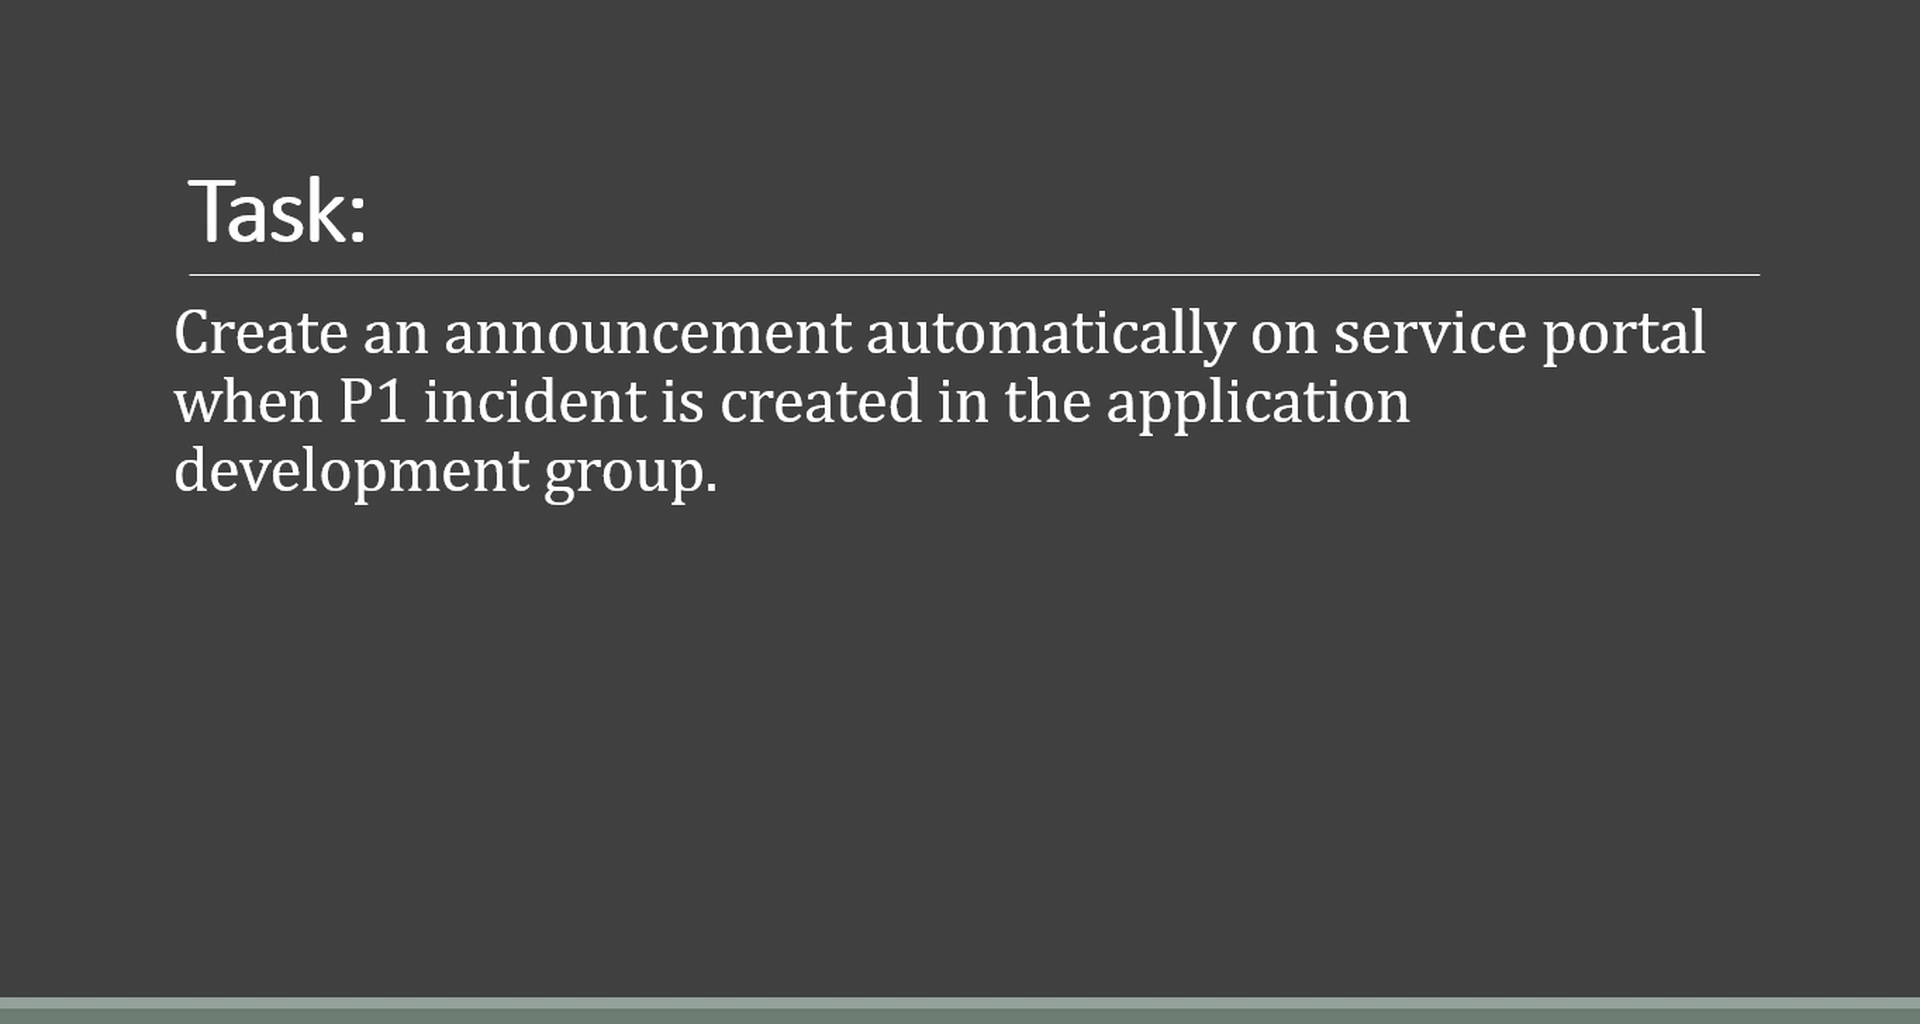 Task:
Create an announcement automatically on service portal
when P1 incident is created in the application
development group.